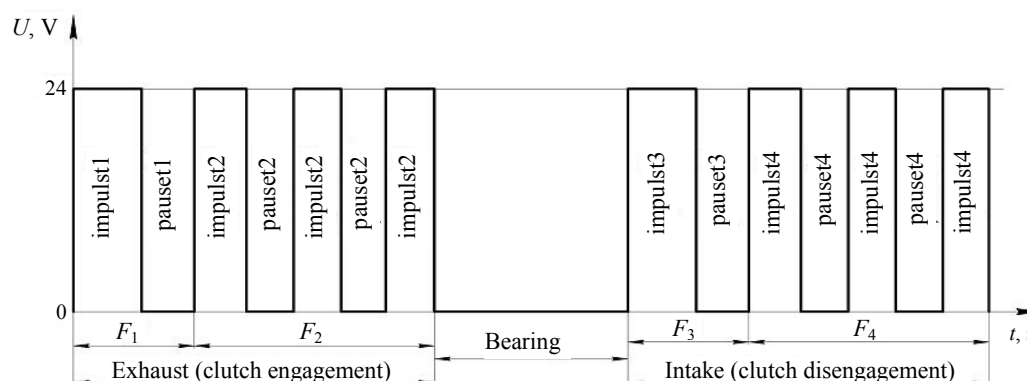 U, V
24
impulst1
pauset1
impulst2
pauset2
impulst2
pauset2
impulst2
impulst3
pauset3
impulst4
pauset4
impulst4
pauset4
impulst4
0
F1
F2
F3
F4
t,
Bearing
Exhaust (clutch engagement)
Intake (clutch disengagement)